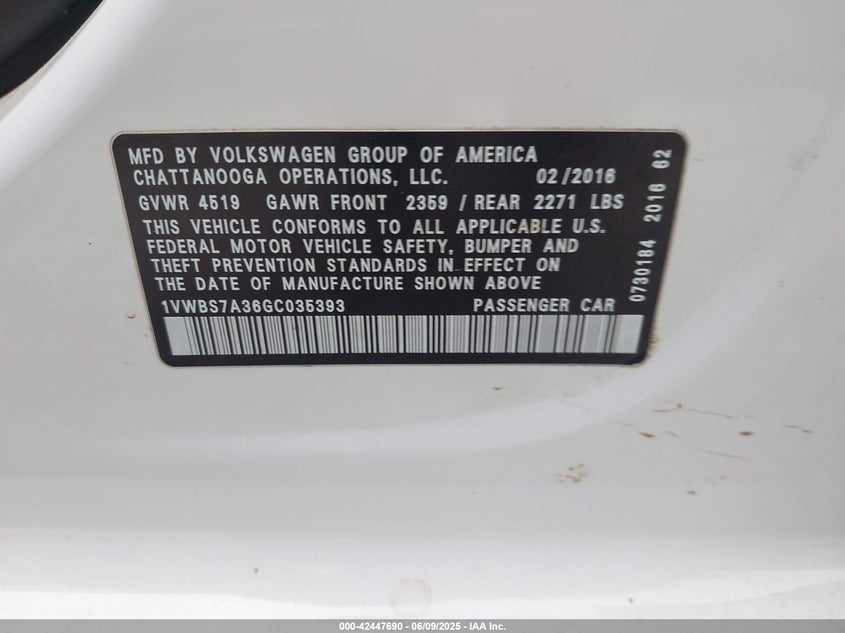 MFD BY VOLKSWAGEN GROUP OF AMERICA
CHATTANOOGA OPERATIONS, LLC. 02/2016
GVWR 4519 GAWR FRONT 2359 / REAR 2271 LBS
THIS VEHICLE CONFORMS TO ALL APPLICABLE U.S.
FEDERAL MOTOR VEHICLE SAFETY, BUMPER AND
THEFT PREVENTION STANDARDS IN EFFECT ON
THE DATE OF MANUFACTURE SHOWN ABOVE
1VWBS7A36GC035393 PASSENGER CAR
0730184 2016 62
000-42447690 - 06/09/2025 - IAA Inc.